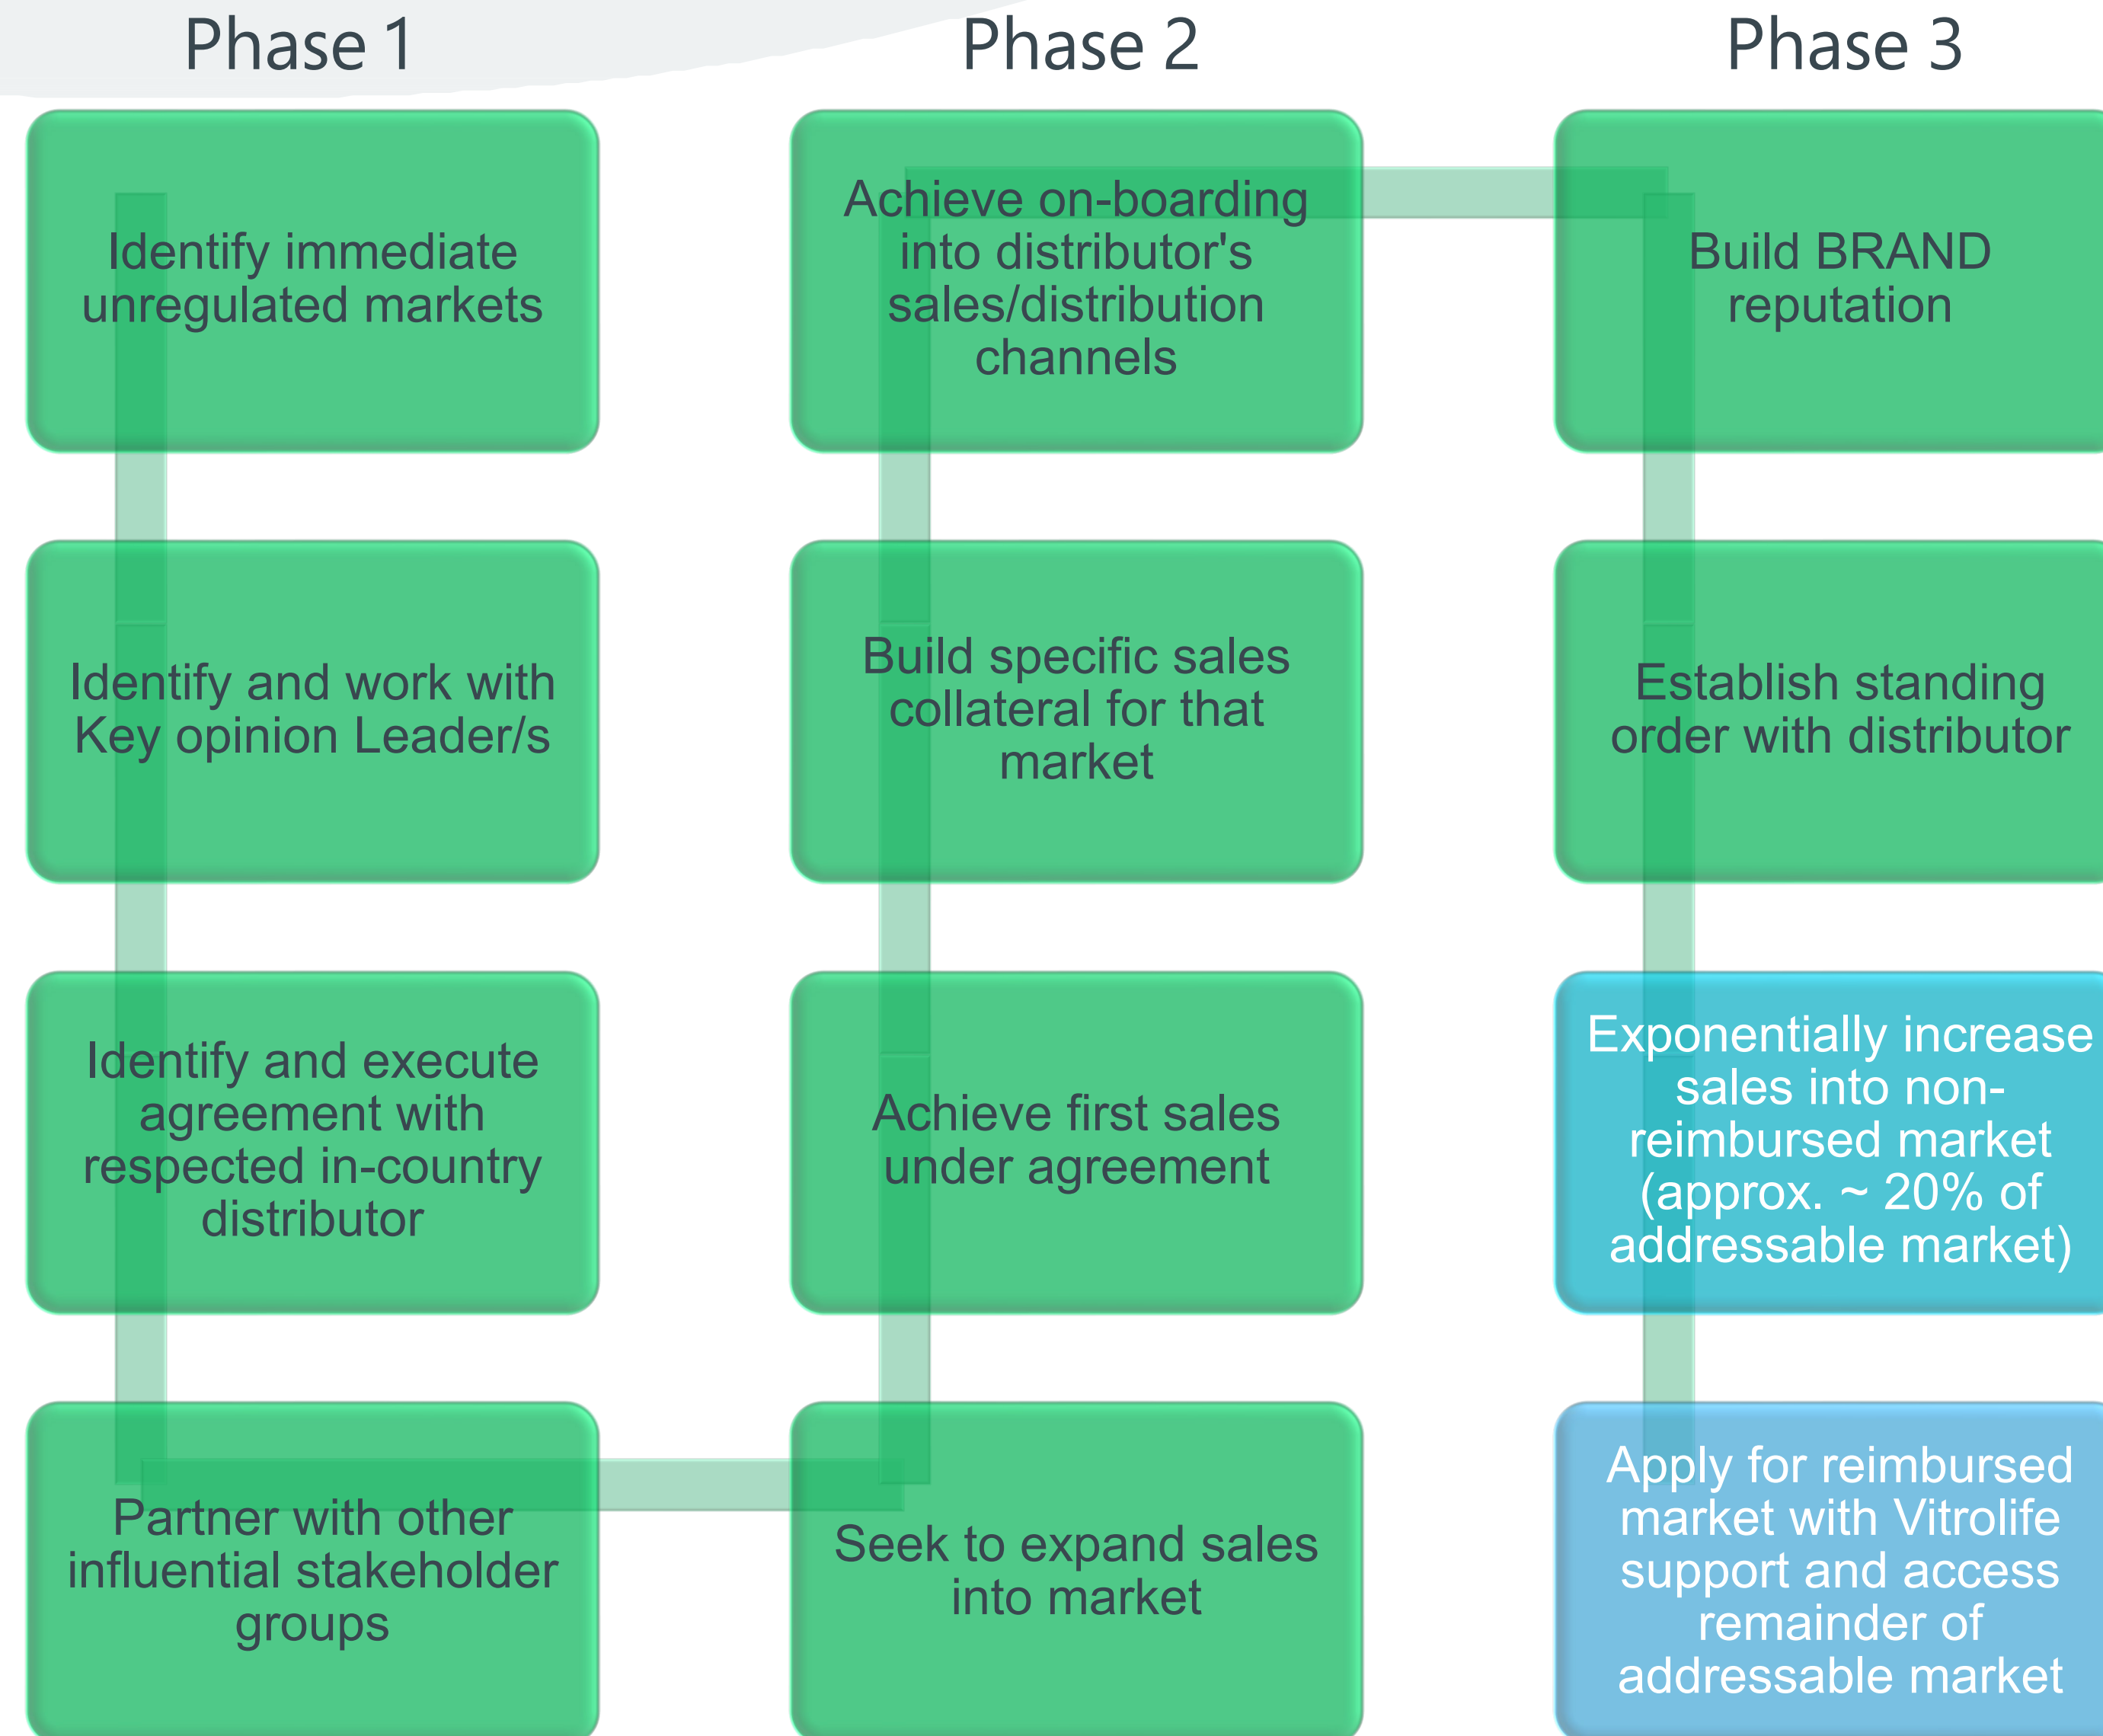 Phase 1
Phase 2
Phase 3
Identify immediate
unregulated markets
Identify and work with
Key opinion Leader/s
Identify and execute
agreement with
respected in-country
distributor
Partner with other
influential stakeholder
groups
Achieve on-boarding
into distributor's
sales/distribution
channels
Build specific sales
collateral for that
market
Achieve first sales
under agreement
Seek to expand sales
into market
Build BRAND
reputation
Establish standing
order with distributor
Exponentially increase
sales into non-
reimbursed market
(approx. ~ 20% of
addressable market)
Apply for reimbursed
market with Vitrolife
support and access
remainder of
addressable market